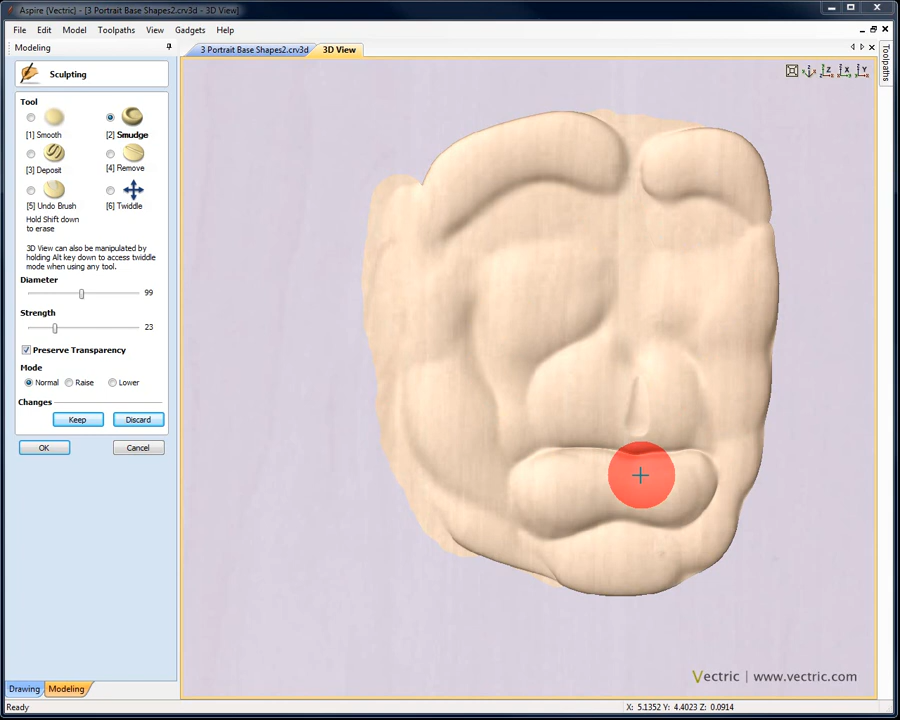 Aspire (Vectric) - [3 Portrait Base Shapes2.crv3d - 3D View]
File Edit Model Toolpaths View Gadgets Help
Modeling
3 Portrait Base Shapes2.crv3d 3D View
Toolpaths
Sculpting
Z X Y
Tool
[1] Smooth [2] Smudge
[3] Deposit [4] Remove
[5] Undo Brush [6] Twiddle
Hold Shift down
to erase
3D View can also be manipulated by
holding Alt key down to access twiddle
mode when using any tool.
Diameter
99
Strength
23
Preserve Transparency
Mode
Normal Raise Lower
Changes
Keep Discard
OK Cancel
Vectric | www.vectric.com
Drawing Modeling
Ready X: 5.1352 Y: 4.4023 Z: 0.0914